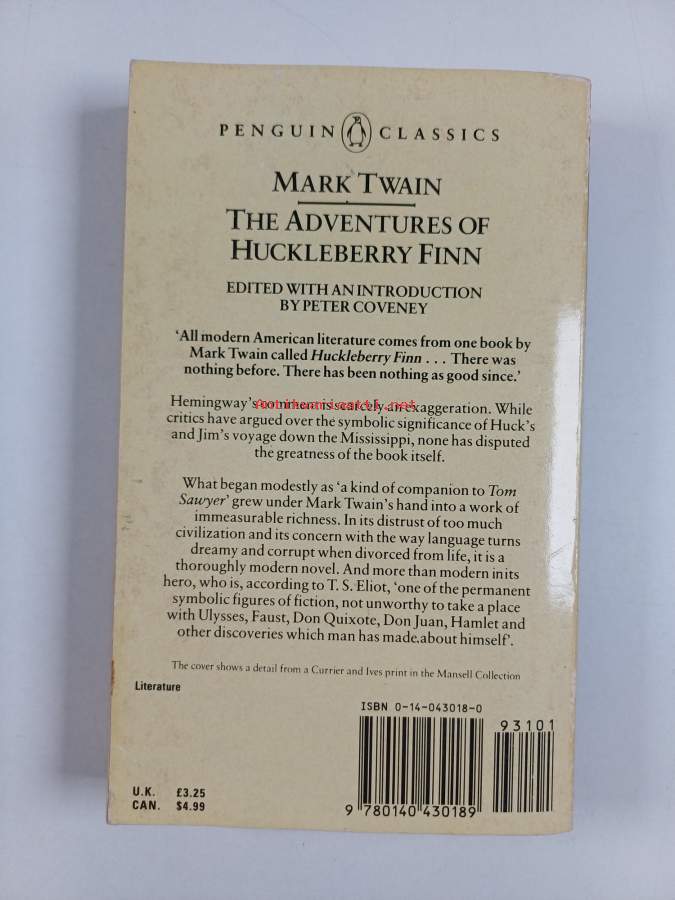 PENGUIN CLASSICS
MARK TWAIN
THE ADVENTURES OF
HUCKLEBERRY FINN
EDITED WITH AN INTRODUCTION
BY PETER COVENEY
‘All modern American literature comes from one book by
Mark Twain called Huckleberry Finn . . . There was
nothing before. There has been nothing as good since.’
Hemingway’s comment is scarcely an exaggeration. While
critics have argued over the symbolic significance of Huck’s
and Jim’s voyage down the Mississippi, none has disputed
the greatness of the book itself.
What began modestly as ‘a kind of companion to Tom
Sawyer’ grew under Mark Twain’s hand into a work of
immeasurable richness. In its distrust of too much
civilization and its concern with the way language turns
dreamy and corrupt when divorced from life, it is a
thoroughly modern novel. And more than modern in its
hero, who is, according to T. S. Eliot, ‘one of the permanent
symbolic figures of fiction, not unworthy to take a place
with Ulysses, Faust, Don Quixote, Don Juan, Hamlet and
other discoveries which man has made about himself’.
The cover shows a detail from a Currier and Ives print in the Mansell Collection
Literature
ISBN 0-14-043018-0
93101
U.K. £3.25
CAN. $4.99
9 780140 430189